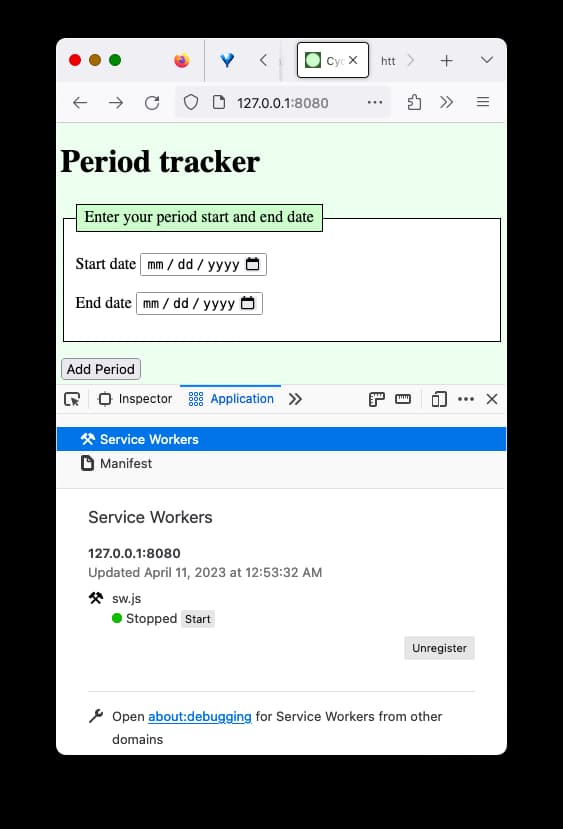 Cyc
htt
127.0.0.1:8080
Period tracker
Enter your period start and end date
Start date mm / dd / yyyy
End date mm / dd / yyyy
Add Period
Inspector Application
Service Workers
Manifest
Service Workers
127.0.0.1:8080
Updated April 11, 2023 at 12:53:32 AM
sw.js
Stopped Start
Unregister
Open about:debugging for Service Workers from other
domains